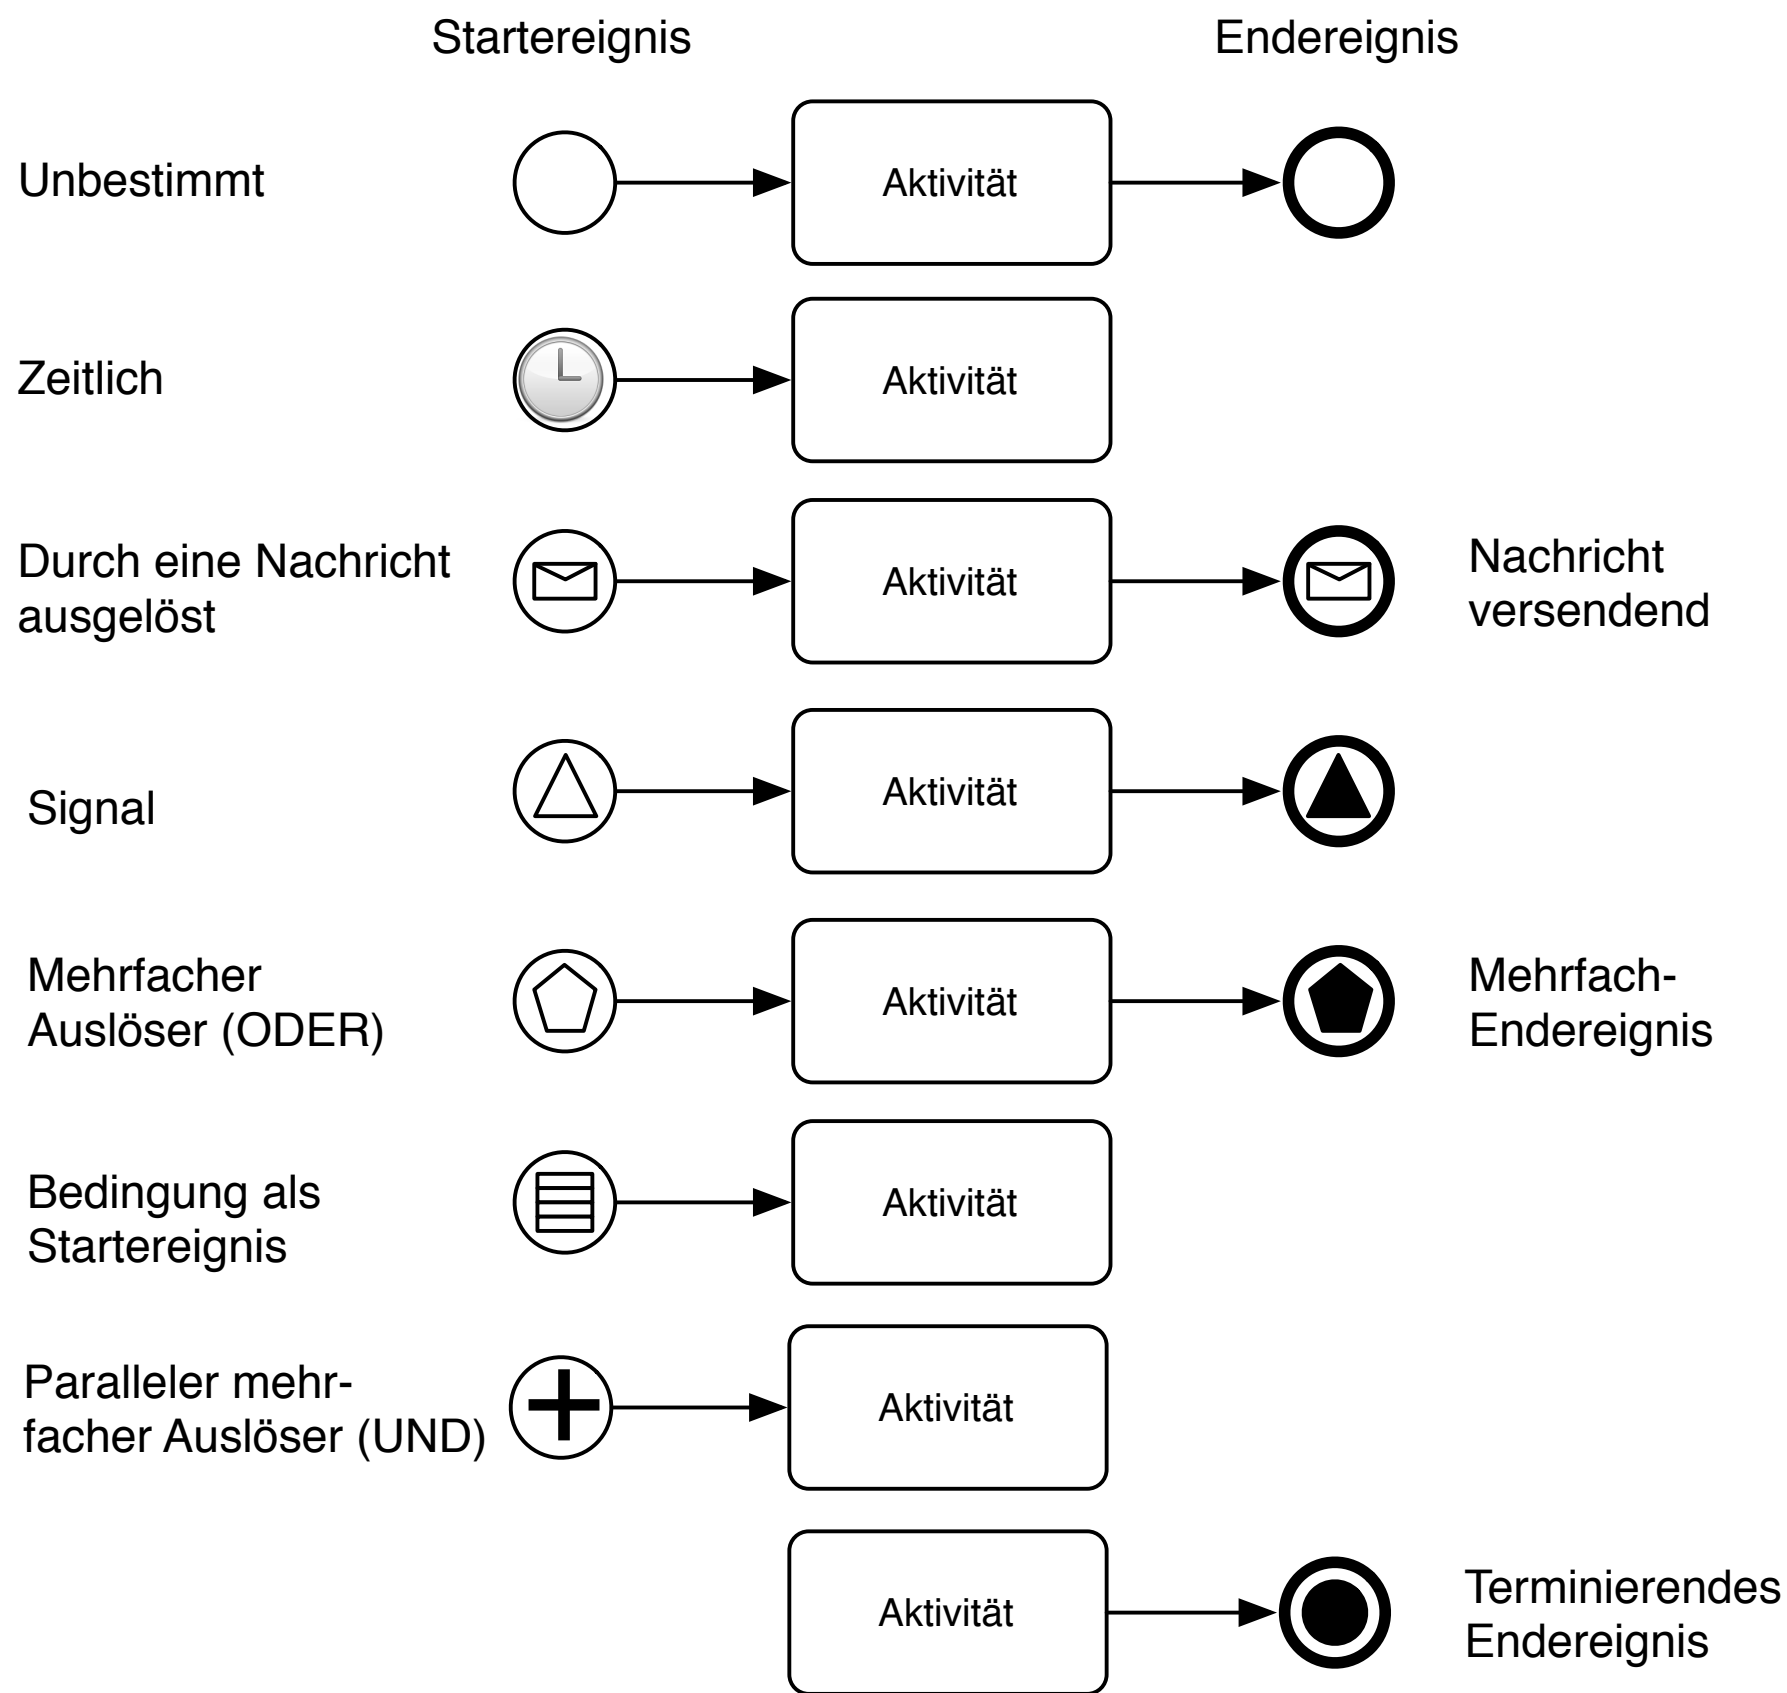 Startereignis Endereignis
Unbestimmt Aktivität
Zeitlich Aktivität
Durch eine Nachricht
ausgelöst
Aktivität
Nachricht
versendend
Signal Aktivität
Mehrfacher
Auslöser (ODER)
Aktivität
Mehrfach-
Endereignis
Bedingung als
Startereignis
Aktivität
Paralleler mehr-
facher Auslöser (UND)
Aktivität
Aktivität
Terminierendes
Endereignis